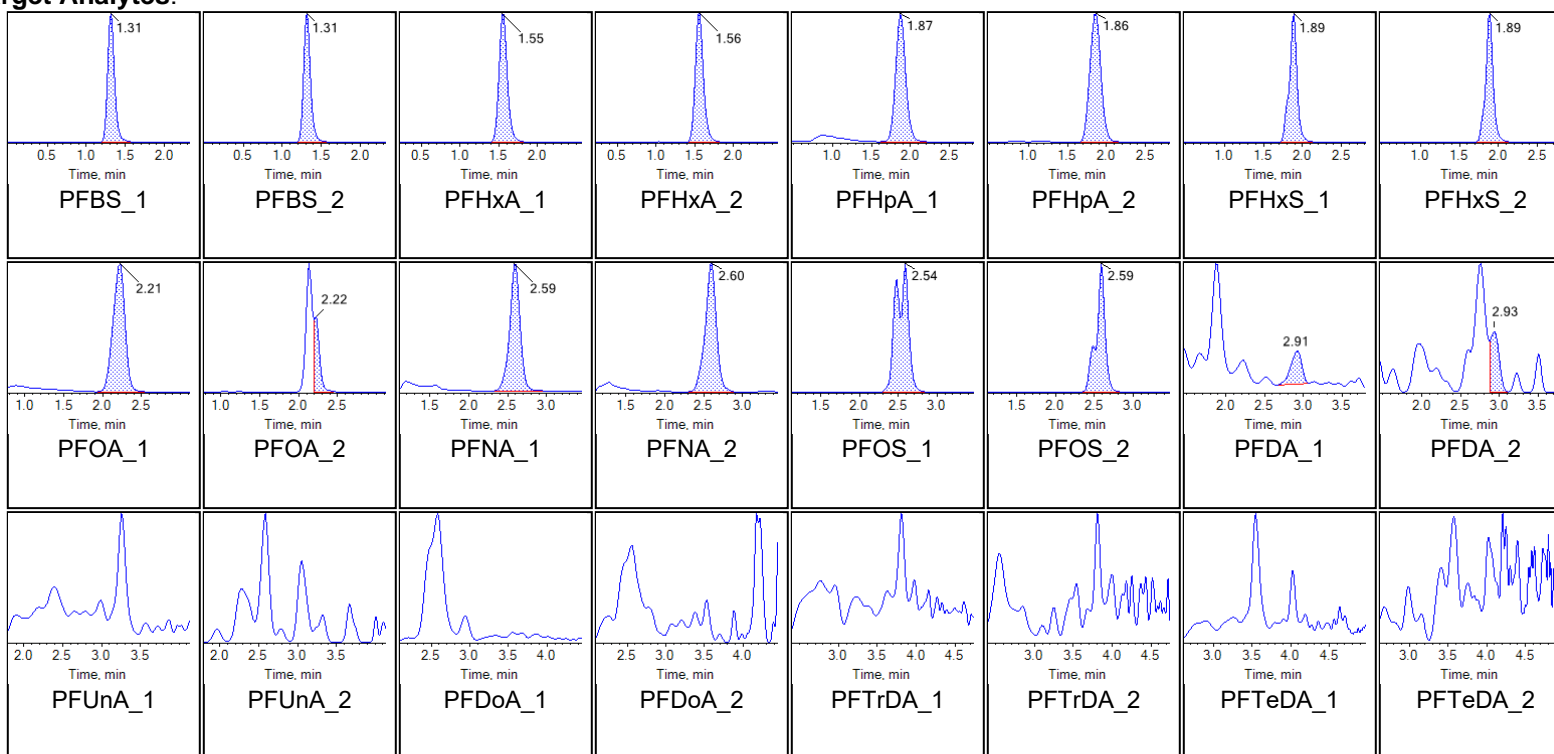 rget Analytes:
1.31 1.31 1.55 1.56 1.87 1.86 1.89 1.89
0.5 1.0 1.5 2.0 0.5 1.0 1.5 2.0 0.5 1.0 1.5 2.0 0.5 1.0 1.5 2.0 1.0 1.5 2.0 2.5 1.0 1.5 2.0 2.5 1.0 1.5 2.0 2.5 1.0 1.5 2.0 2.5
Time, min Time, min Time, min Time, min Time, min Time, min Time, min Time, min
PFBS_1 PFBS_2 PFHxA_1 PFHxA_2 PFHpA_1 PFHpA_2 PFHxS_1 PFHxS_2
2.21 2.22 2.59 2.60 2.54 2.59 2.91 2.93
1.0 1.5 2.0 2.5 1.0 1.5 2.0 2.5 1.5 2.0 2.5 3.0 1.5 2.0 2.5 3.0 1.5 2.0 2.5 3.0 1.5 2.0 2.5 3.0 2.0 2.5 3.0 3.5 2.0 2.5 3.0 3.5
Time, min Time, min Time, min Time, min Time, min Time, min Time, min Time, min
PFOA_1 PFOA_2 PFNA_1 PFNA_2 PFOS_1 PFOS_2 PFDA_1 PFDA_2
2.0 2.5 3.0 3.5 2.0 2.5 3.0 3.5 2.5 3.0 3.5 4.0 2.5 3.0 3.5 4.0 3.0 3.5 4.0 4.5 3.0 3.5 4.0 4.5 3.0 3.5 4.0 4.5 3.0 3.5 4.0 4.5
Time, min Time, min Time, min Time, min Time, min Time, min Time, min Time, min
PFUnA_1 PFUnA_2 PFDoA_1 PFDoA_2 PFTrDA_1 PFTrDA_2 PFTeDA_1 PFTeDA_2